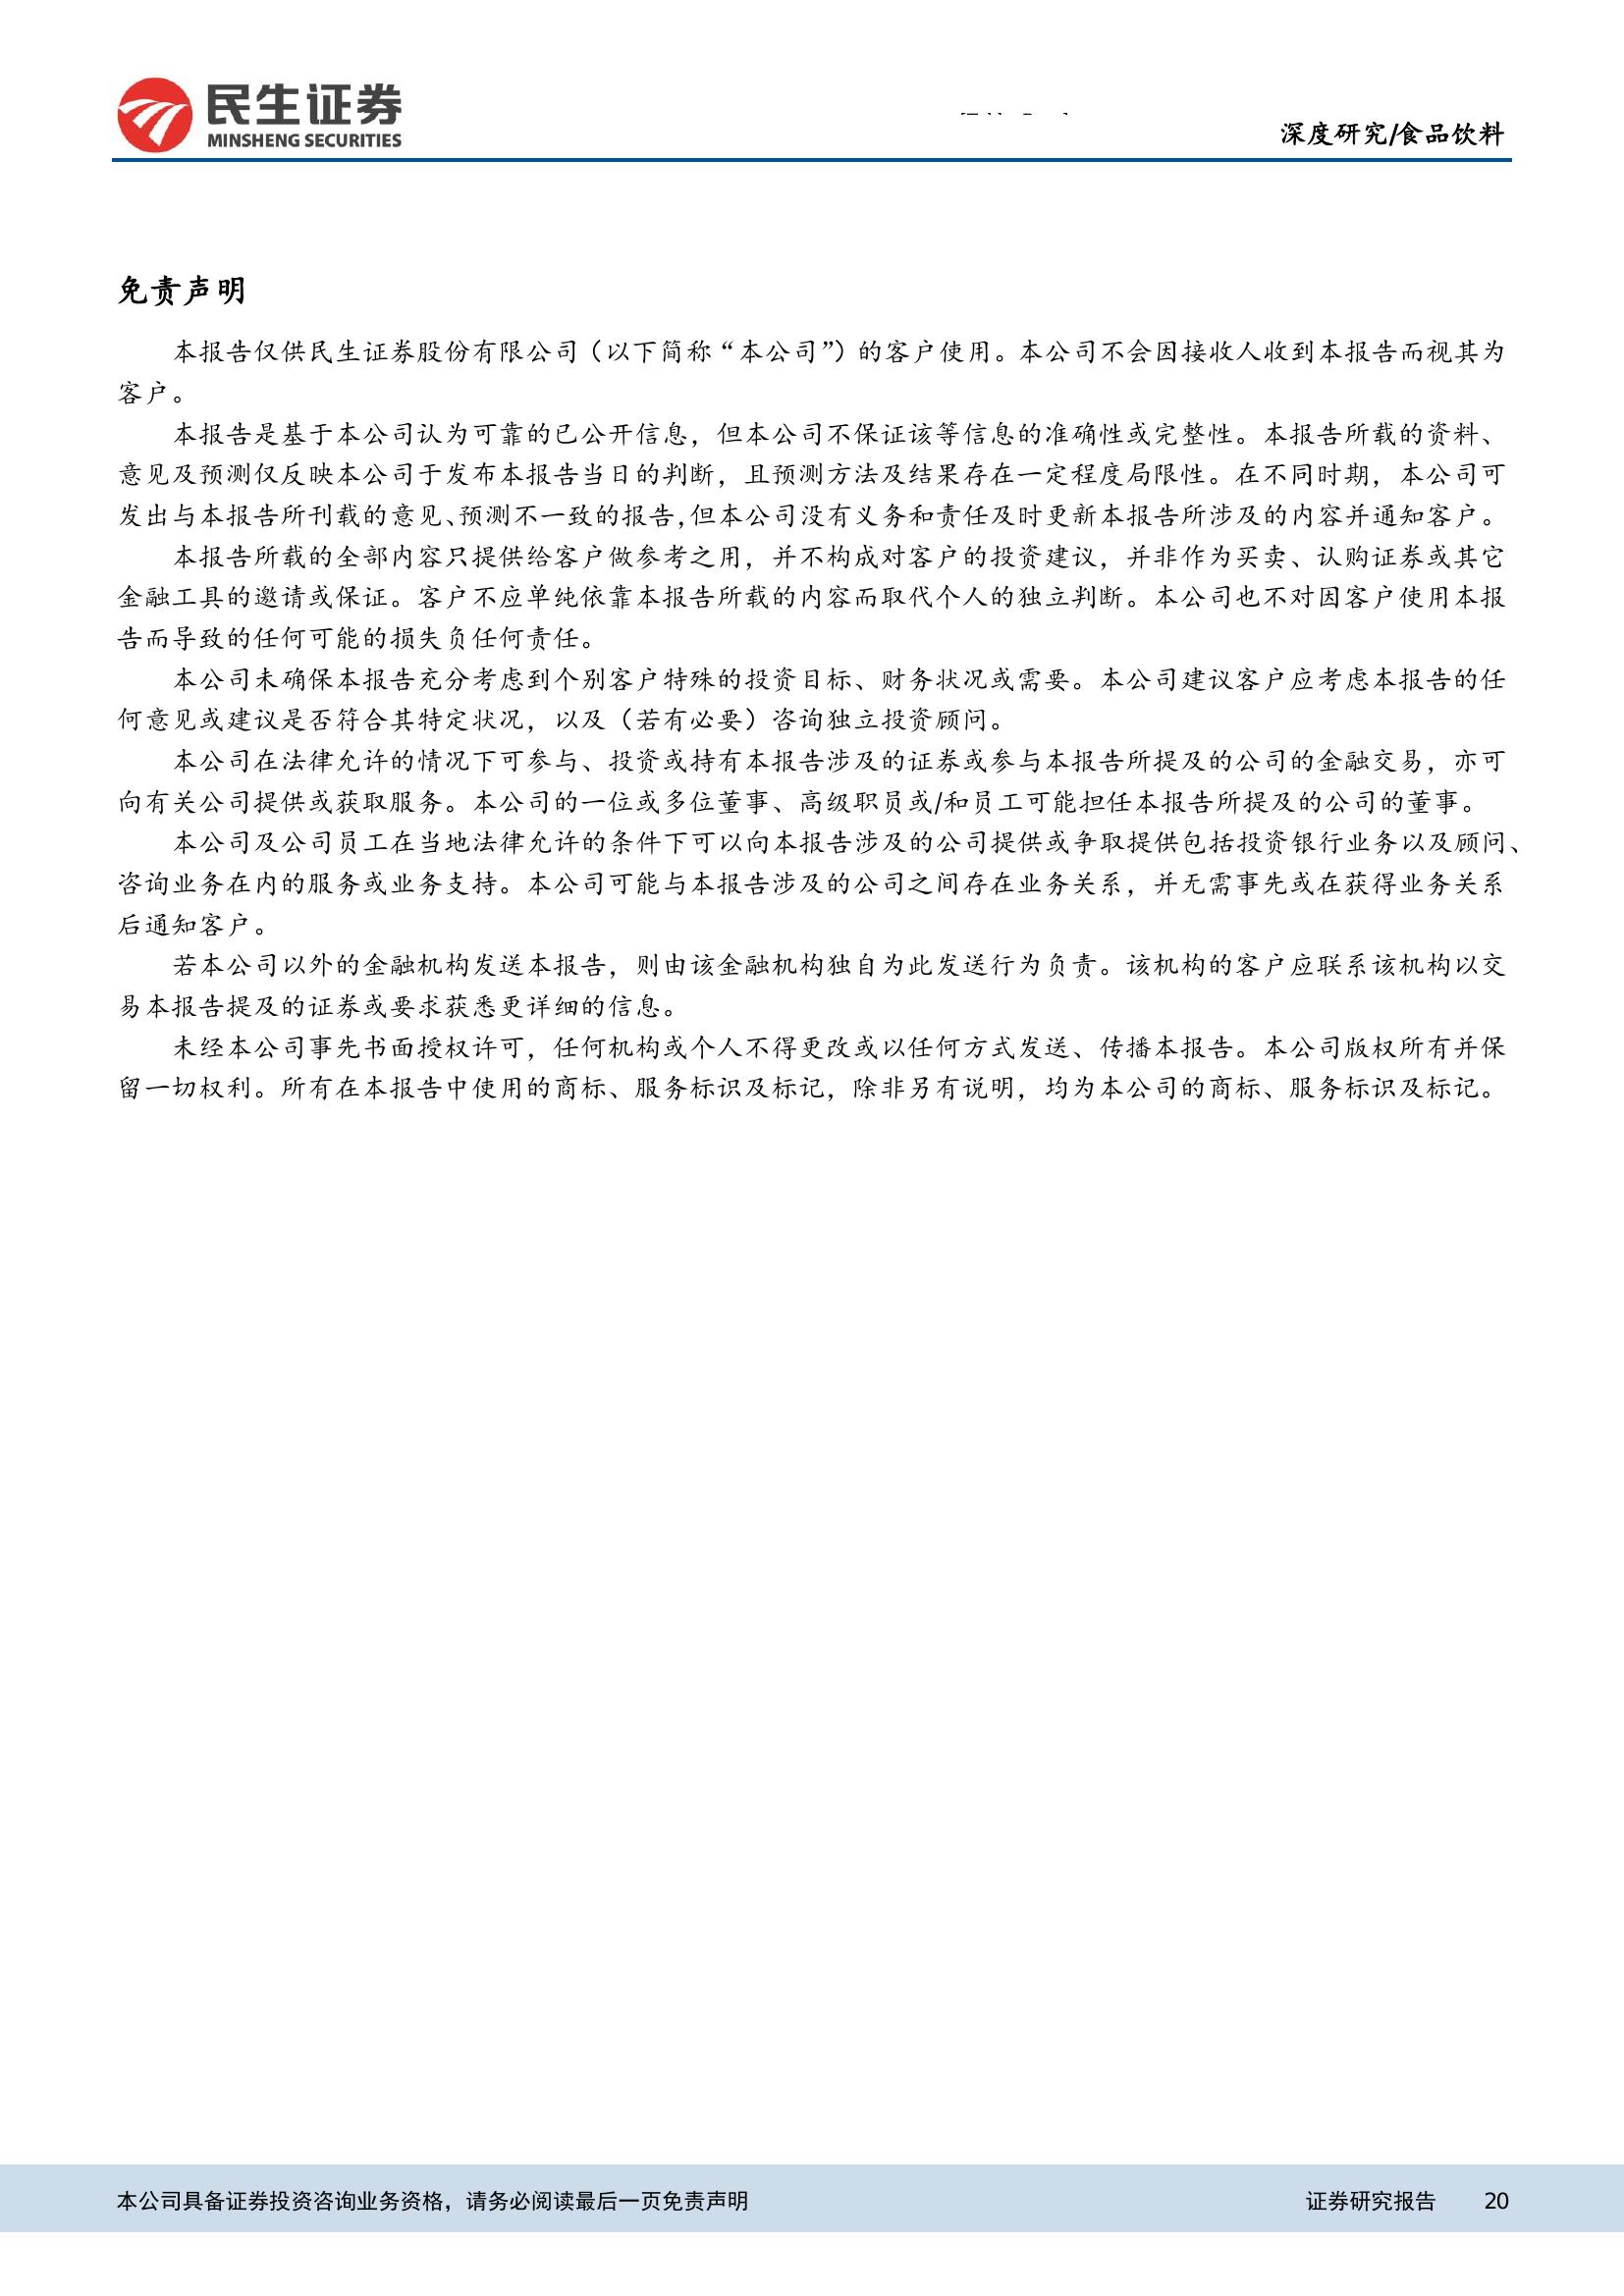 民生证券
MINSHENG SECURITIES
深度研究/食品饮料
免责声明
本报告仅供民生证券股份有限公司（以下简称“本公司”）的客户使用。本公司不会因接收人收到本报告而视其为
客户。
本报告是基于本公司认为可靠的已公开信息，但本公司不保证该等信息的准确性或完整性。本报告所载的资料、
意见及预测仅反映本公司于发布本报告当日的判断，且预测方法及结果存在一定程度局限性。在不同时期，本公司可
发出与本报告所刊载的意见、预测不一致的报告，但本公司没有义务和责任及时更新本报告所涉及的内容并通知客户。
本报告所载的全部内容只提供给客户做参考之用，并不构成对客户的投资建议，并非作为买卖、认购证券或其它
金融工具的邀请或保证。客户不应单纯依靠本报告所载的内容而取代个人的独立判断。本公司也不对因客户使用本报
告而导致的任何可能的损失负任何责任。
本公司未确保本报告充分考虑到个别客户特殊的投资目标、财务状况或需要。本公司建议客户应考虑本报告的任
何意见或建议是否符合其特定状况，以及（若有必要）咨询独立投资顾问。
本公司在法律允许的情况下可参与、投资或持有本报告涉及的证券或参与本报告所提及的公司的金融交易，亦可
向有关公司提供或获取服务。本公司的一位或多位董事、高级职员或/和员工可能担任本报告所提及的公司的董事。
本公司及公司员工在当地法律允许的条件下可以向本报告涉及的公司提供或争取提供包括投资银行业务以及顾问、
咨询业务在内的服务或业务支持。本公司可能与本报告涉及的公司之间存在业务关系，并无需事先或在获得业务关系
后通知客户。
若本公司以外的金融机构发送本报告，则由该金融机构独自为此发送行为负责。该机构的客户应联系该机构以交
易本报告提及的证券或要求获悉更详细的信息。
未经本公司事先书面授权许可，任何机构或个人不得更改或以任何方式发送、传播本报告。本公司版权所有并保
留一切权利。所有在本报告中使用的商标、服务标识及标记，除非另有说明，均为本公司的商标、服务标识及标记。
本公司具备证券投资咨询业务资格，请务必阅读最后一页免责声明
证券研究报告 20